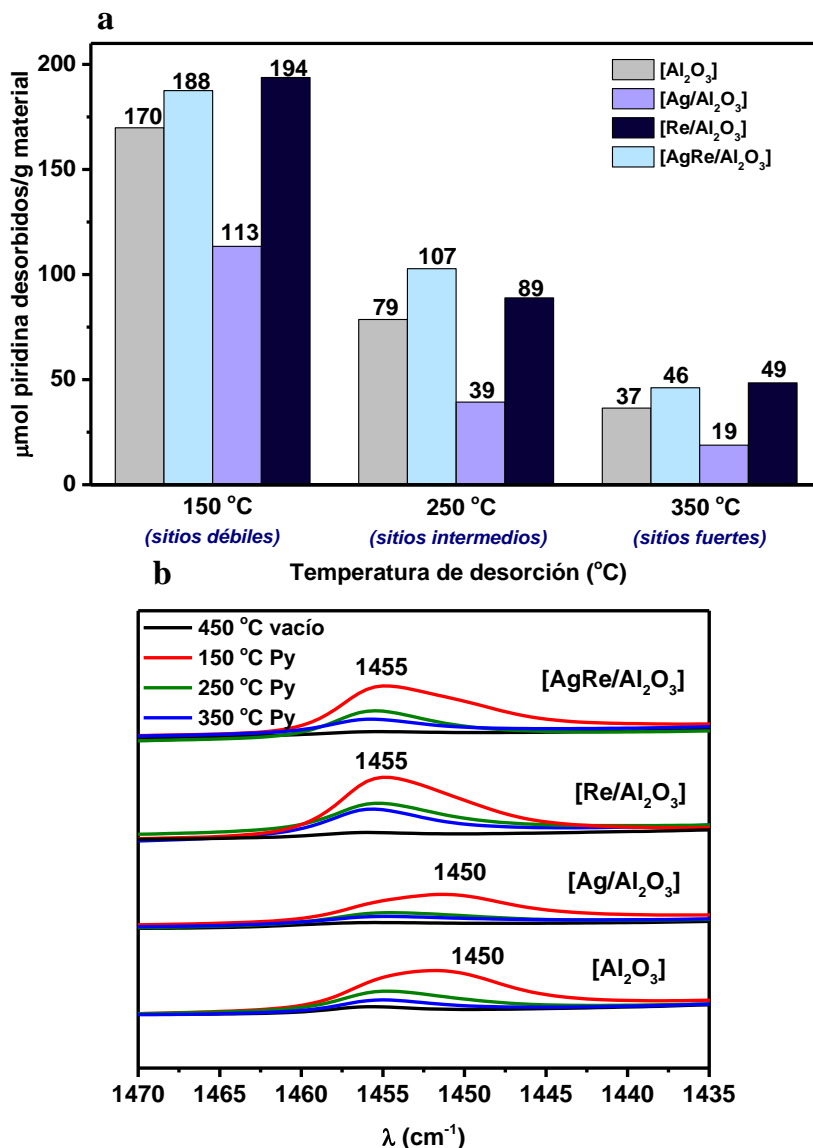 a
μmol piridina desorbidos/g material
200
150
100
50
0
170
188
113
194
79
107
39
89
37
46
19
49
[Al₂O₃]
[Ag/Al₂O₃]
[Re/Al₂O₃]
[AgRe/Al₂O₃]
150 °C
250 °C
350 °C
(sitios débiles)
(sitios intermedios)
(sitios fuertes)
Temperatura de desorción (°C)
b
450 °C vacío
150 °C Py
250 °C Py
350 °C Py
1455
[AgRe/Al₂O₃]
1455
[Re/Al₂O₃]
1450
[Ag/Al₂O₃]
1450
[Al₂O₃]
1470 1465 1460 1455 1450 1445 1440 1435
λ (cm⁻¹)